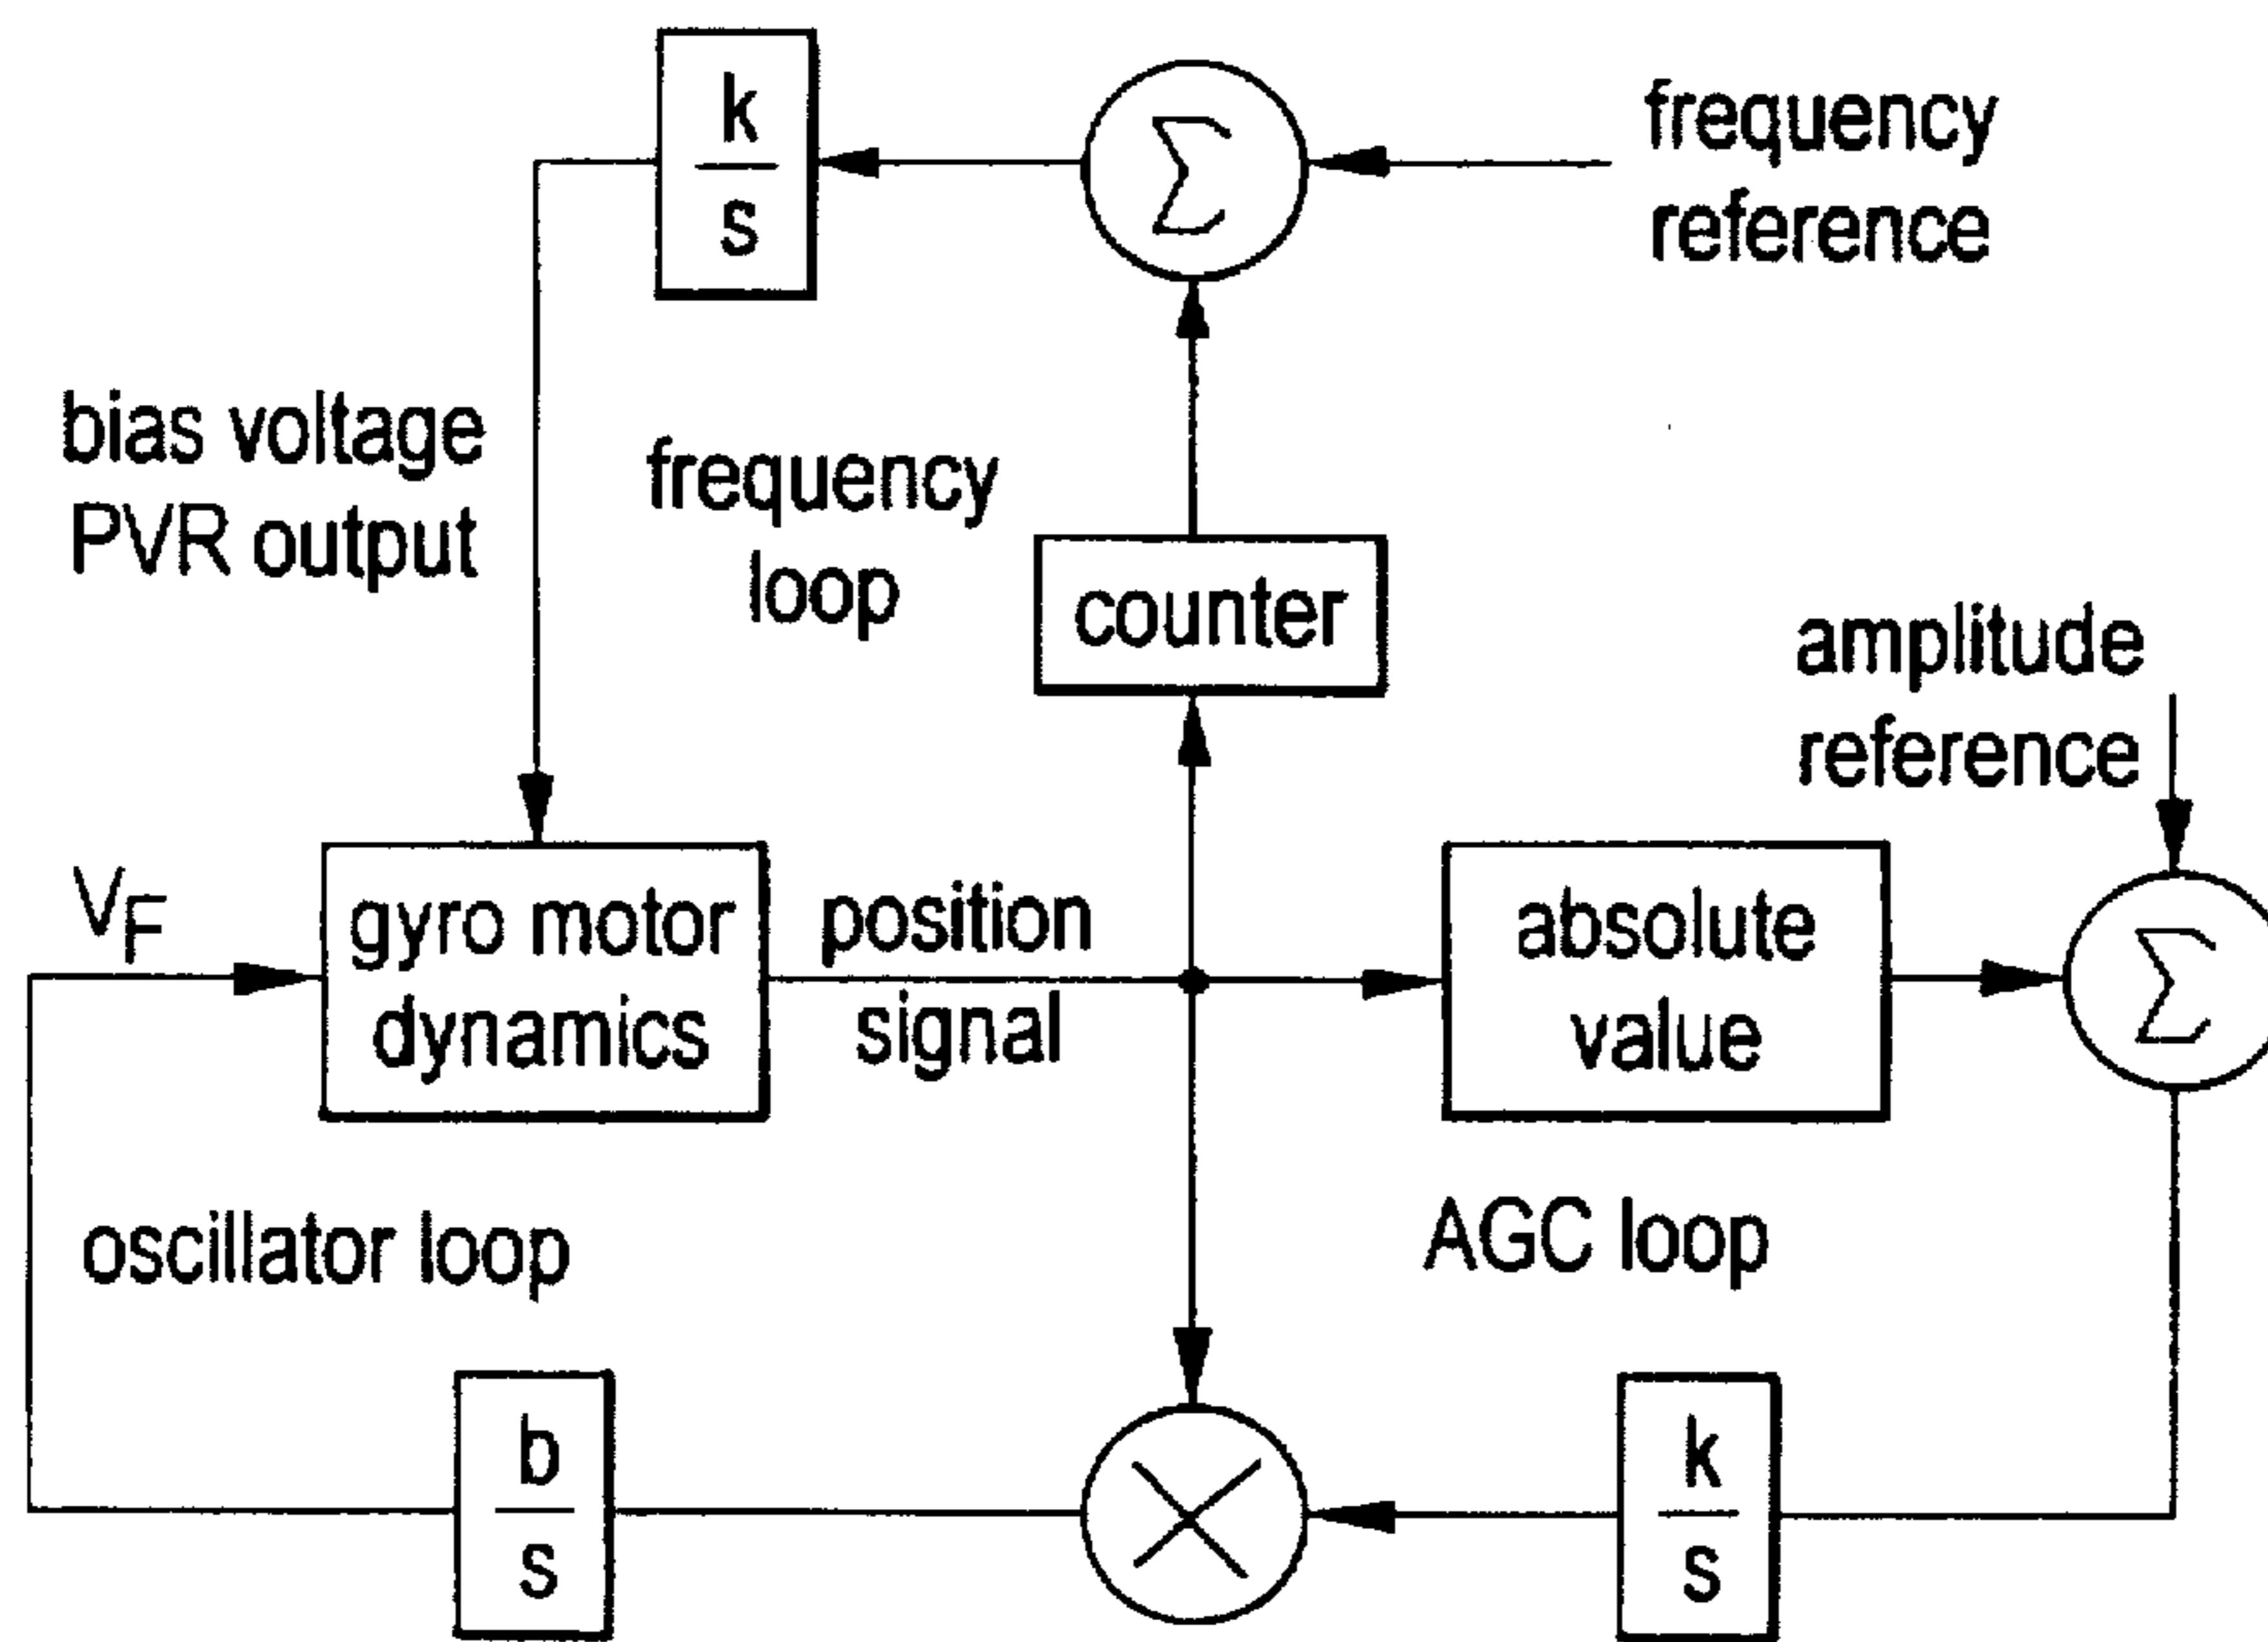 k
s
Σ
frequency
reference
bias voltage
PVR output
frequency
loop
counter
amplitude
reference
V_F
gyro motor
dynamics
position
signal
absolute
value
Σ
oscillator loop
AGC loop
b
s
X
k
s